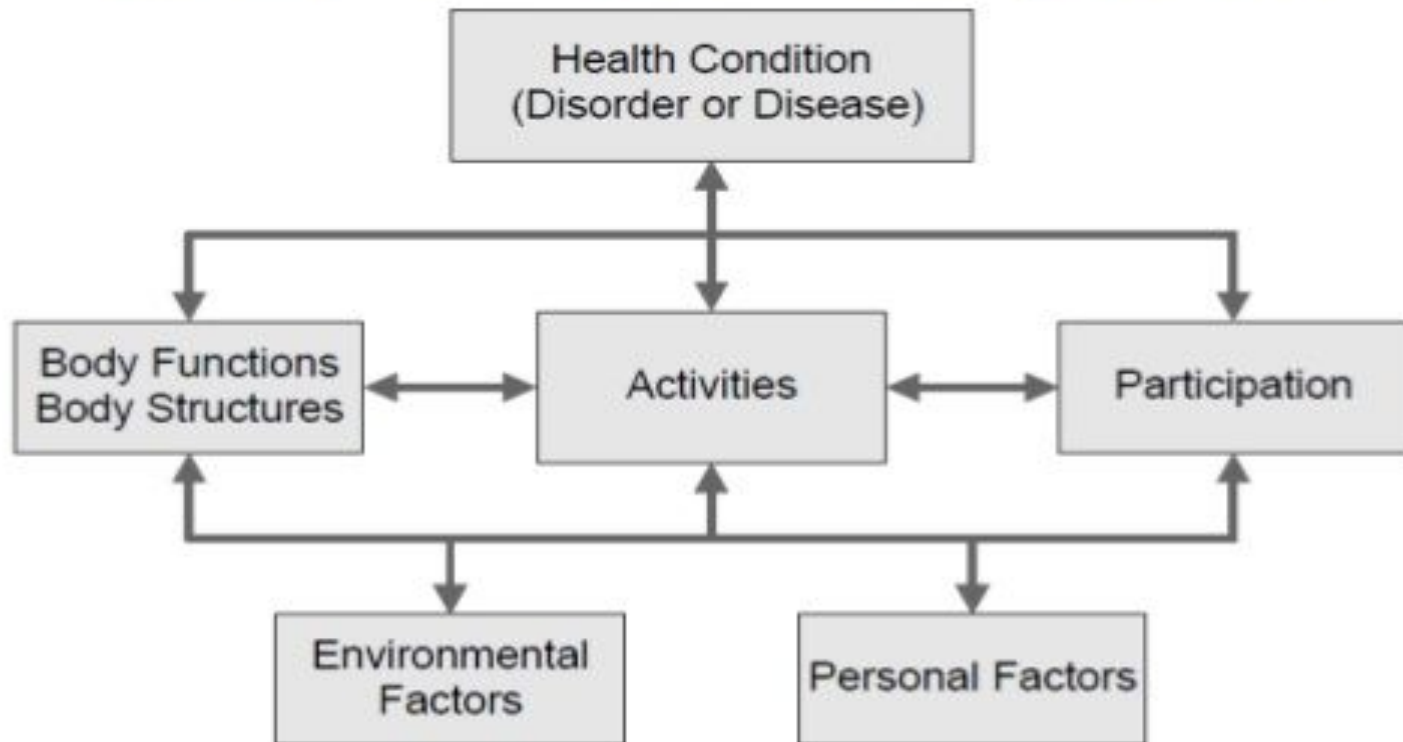 Health Condition
(Disorder or Disease)
Body Functions
Body Structures
Activities
Participation
Environmental
Factors
Personal Factors